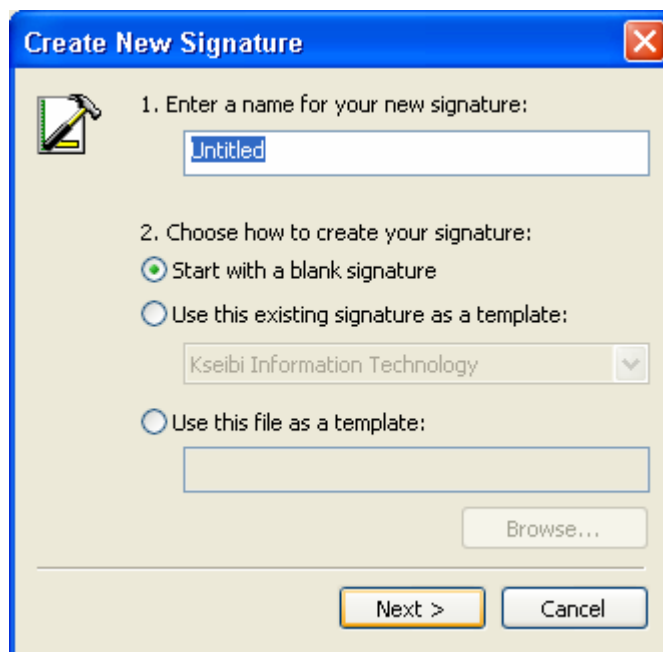 Create New Signature
1. Enter a name for your new signature:
Untitled
2. Choose how to create your signature:
Start with a blank signature
Use this existing signature as a template:
Kseibi Information Technology
Use this file as a template:
Browse...
Next > Cancel